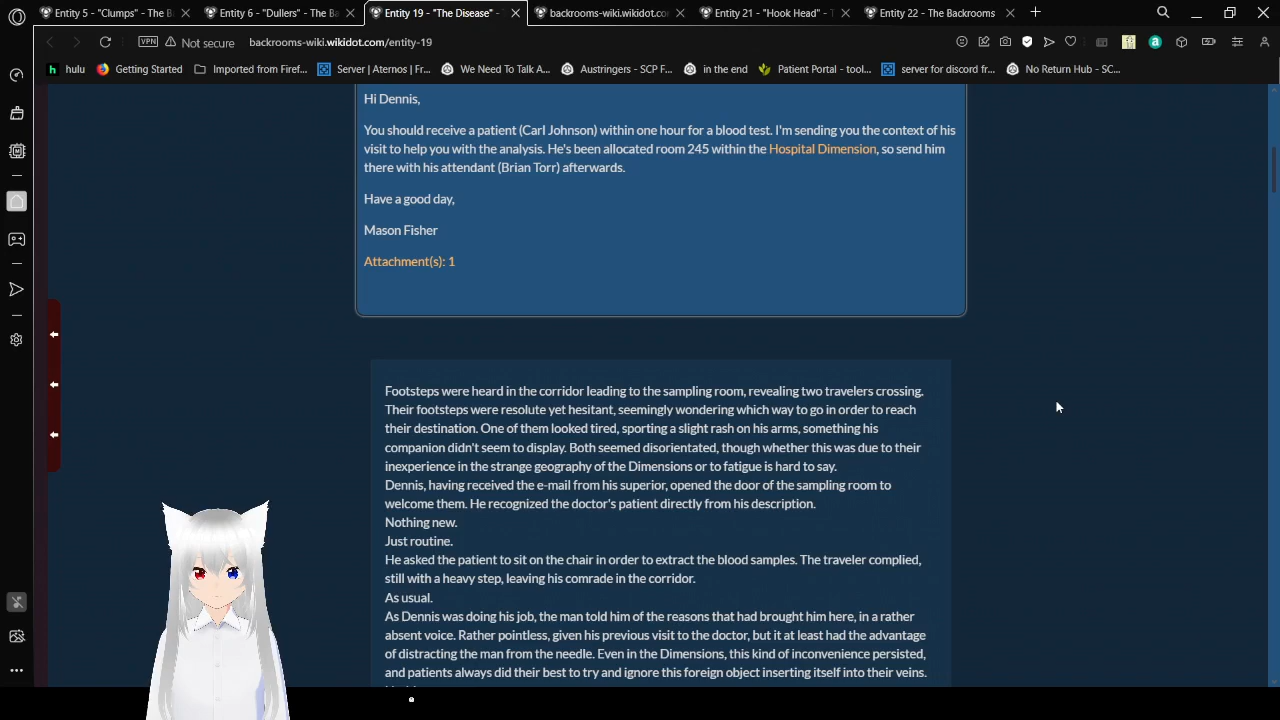 Entity 5 - "Clumps" - The B
Entity 6 - "Dullers" - The Ba
Entity 19 - "The Disease" -
backrooms-wiki.wikidot.co
Entity 21 - "Hook Head" - T
Entity 22 - The Backrooms
VPN
Not secure
backrooms-wiki.wikidot.com/entity-19
h hulu
Getting Started
Imported from Firef...
Server | Aternos | Fr...
We Need To Talk A...
Austringers - SCP F...
in the end
Patient Portal - tool...
server for discord fr...
No Return Hub - SC...
Hi Dennis,
You should receive a patient (Carl Johnson) within one hour for a blood test. I'm sending you the context of his
visit to help you with the analysis. He's been allocated room 245 within the Hospital Dimension, so send him
there with his attendant (Brian Torr) afterwards.
Have a good day,
Mason Fisher
Attachment(s): 1
Footsteps were heard in the corridor leading to the sampling room, revealing two travelers crossing.
Their footsteps were resolute yet hesitant, seemingly wondering which way to go in order to reach
their destination. One of them looked tired, sporting a slight rash on his arms, something his
companion didn't seem to display. Both seemed disorientated, though whether this was due to their
inexperience in the strange geography of the Dimensions or to fatigue is hard to say.
Dennis, having received the e-mail from his superior, opened the door of the sampling room to
welcome them. He recognized the doctor's patient directly from his description.
Nothing new.
Just routine.
He asked the patient to sit on the chair in order to extract the blood samples. The traveler complied,
still with a heavy step, leaving his comrade in the corridor.
As usual.
As Dennis was doing his job, the man told him of the reasons that had brought him here, in a rather
absent voice. Rather pointless, given his previous visit to the doctor, but it at least had the advantage
of distracting the man from the needle. Even in the Dimensions, this kind of inconvenience persisted,
and patients always did their best to try and ignore this foreign object inserting itself into their veins.